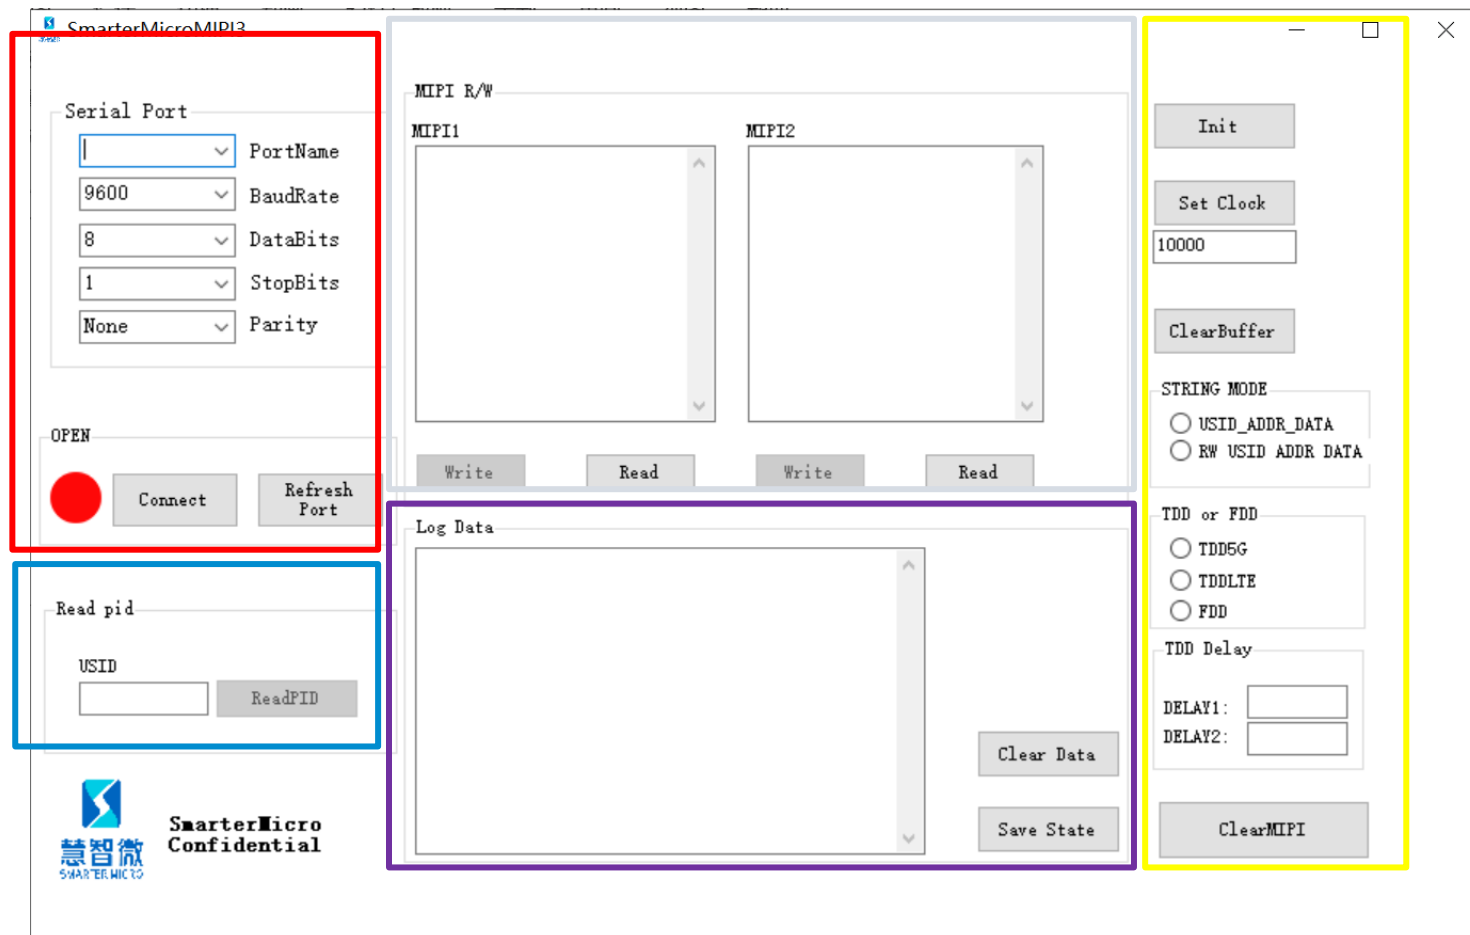 SmarterMicroMIPI3
Serial Port
PortName
9600 BaudRate
8 DataBits
1 StopBits
None Parity
OPEN
Connect
Refresh
Port
Read pid
USID
ReadPID
慧智微
SMARTER MICRO
SmarterMicro
Confidential
MIPI R/W
MIPI1 MIPI2
Write Read Write Read
Log Data
Clear Data
Save State
Init
Set Clock
10000
ClearBuffer
STRING MODE
USID_ADDR_DATA
RW USID ADDR DATA
TDD or FDD
TDD5G
TDDLTE
FDD
TDD Delay
DELAY1:
DELAY2:
ClearMIPI